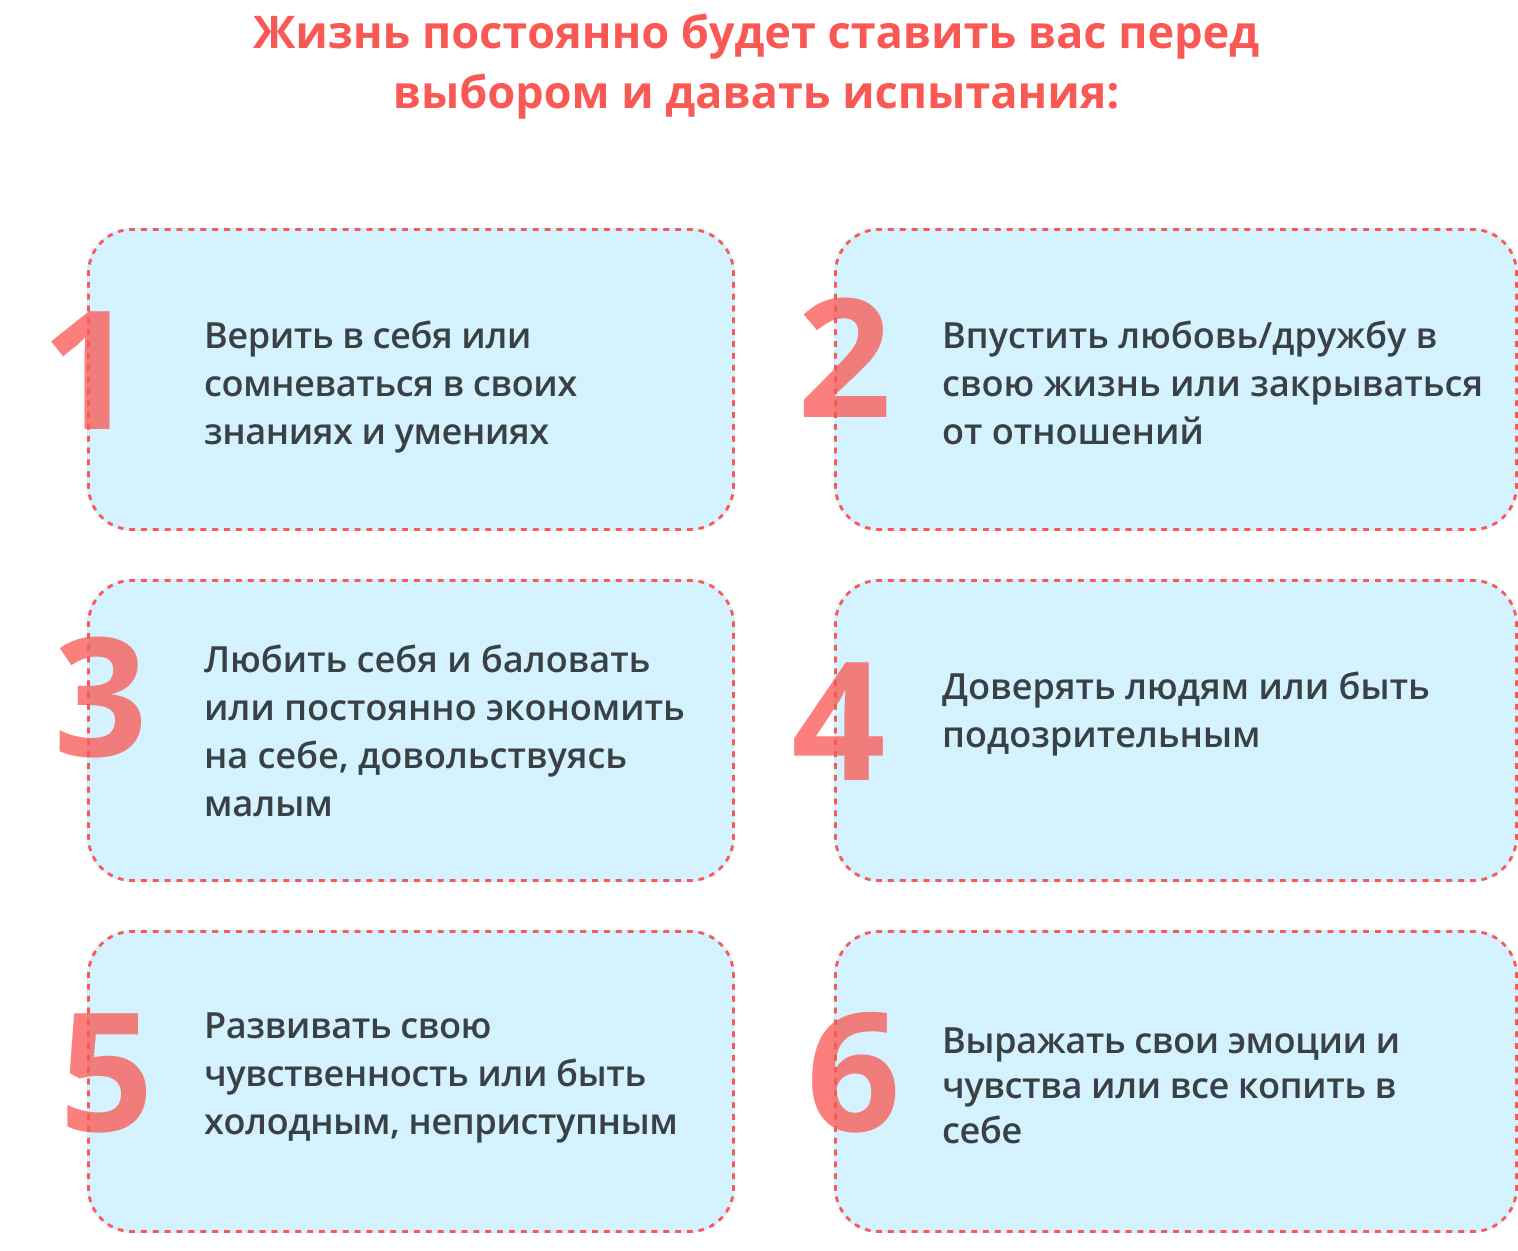 Жизнь постоянно будет ставить вас перед
выбором и давать испытания:
1
Верить в себя или
сомневаться в своих
знаниях и умениях
2
Впустить любовь/дружбу в
свою жизнь или закрываться
от отношений
3
Любить себя и баловать
или постоянно экономить
на себе, довольствуясь
малым
4
Доверять людям или быть
подозрительным
5
Развивать свою
чувственность или быть
холодным, неприступным
6
Выражать свои эмоции и
чувства или все копить в
себе